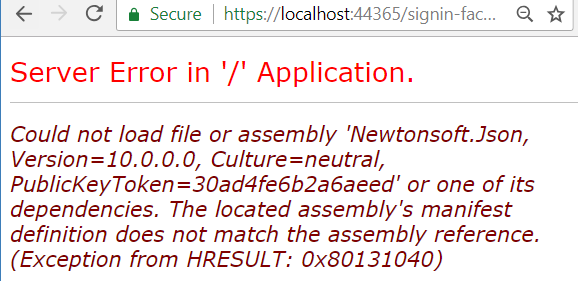 Secure https://localhost:44365/signin-fac...
Server Error in '/' Application.
Could not load file or assembly 'Newtonsoft.Json,
Version=10.0.0.0, Culture=neutral,
PublicKeyToken=30ad4fe6b2a6aeed' or one of its
dependencies. The located assembly's manifest
definition does not match the assembly reference.
(Exception from HRESULT: 0x80131040)